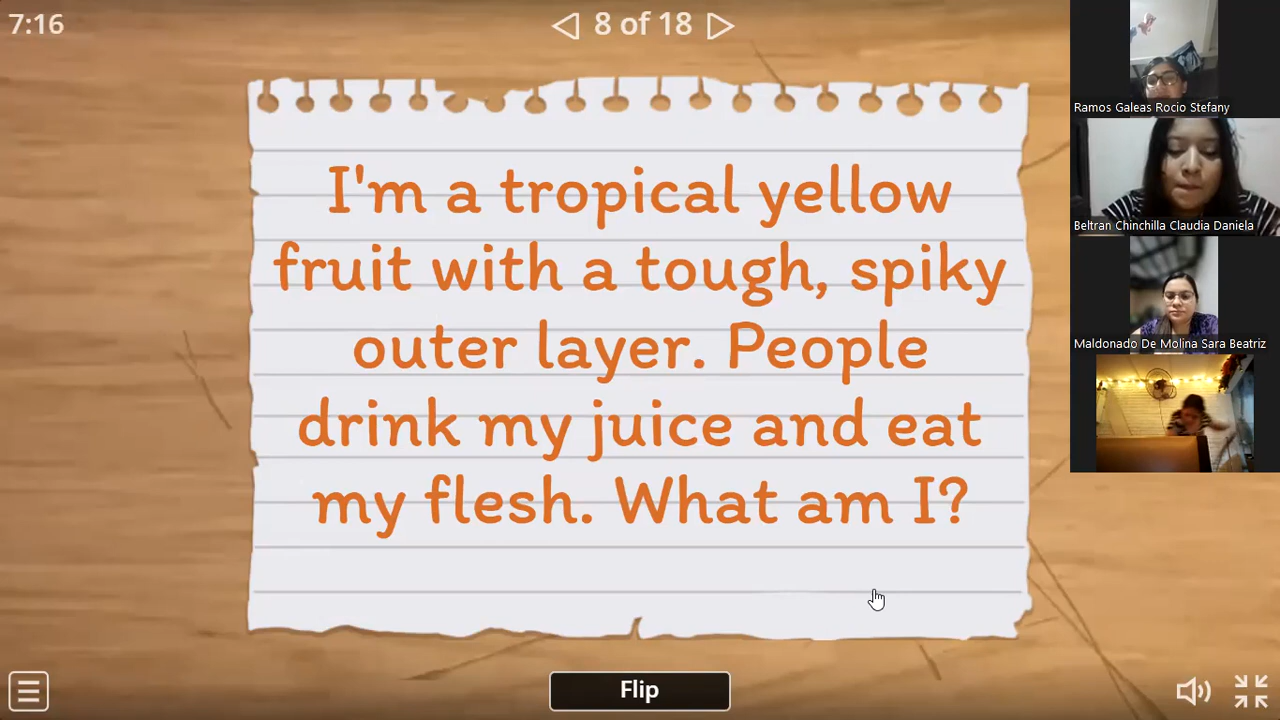 7:16
8 of 18
I'm a tropical yellow
fruit with a tough, spiky
outer layer. People
drink my juice and eat
my flesh. What am I?
Flip
Ramos Galeas Rocio Stefany
Beltran Chinchilla Claudia Daniela
Maldonado De Molina Sara Beatriz